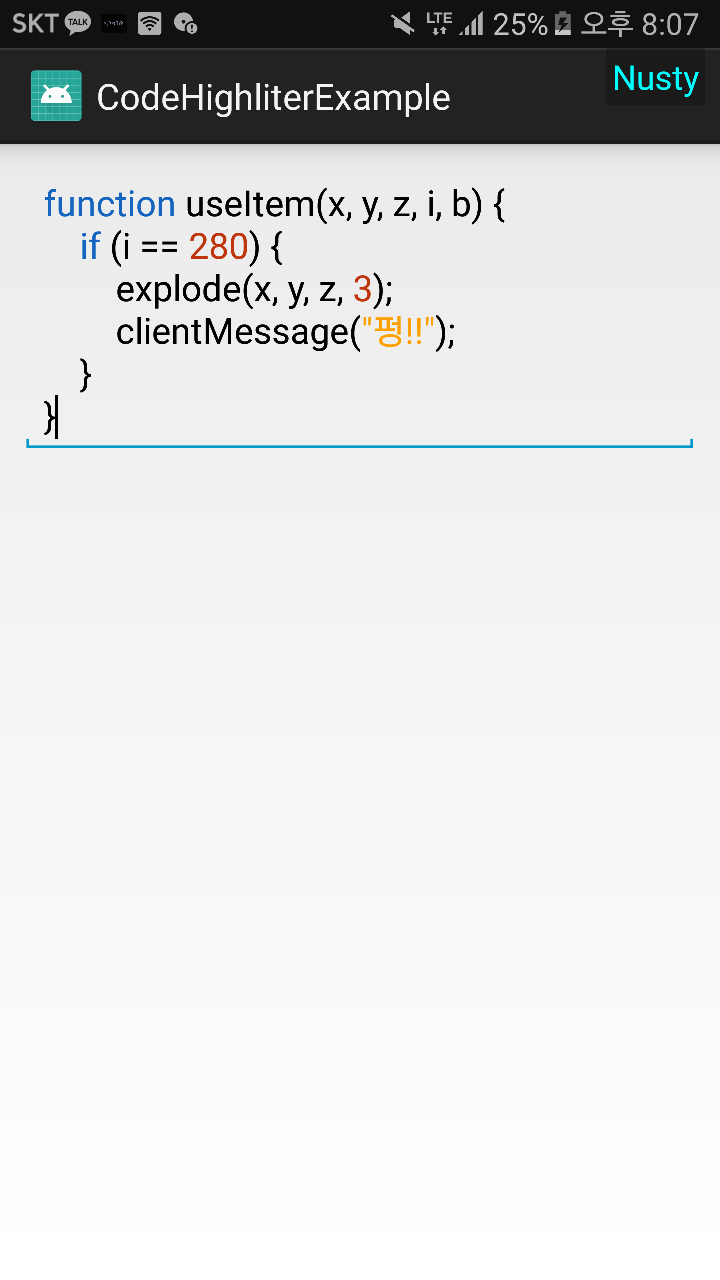 SKT TALK LTE 25% 오후 8:07
CodeHighliterExample
Nusty
function useItem(x, y, z, i, b) {
    if (i == 280) {
        explode(x, y, z, 3);
        clientMessage("펑!!");
    }
}